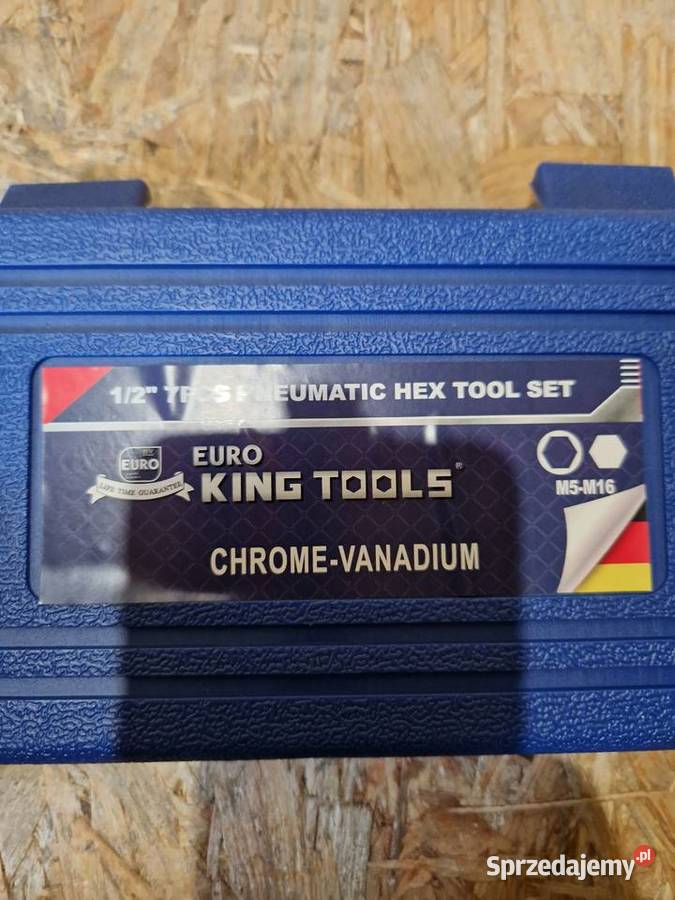 1/2" 7PCS PNEUMATIC HEX TOOL SET
EURO
LIFE TIME GUARANTEE
EURO
KING TOOLS®
M5-M16
CHROME-VANADIUM
Sprzedajemy.pl